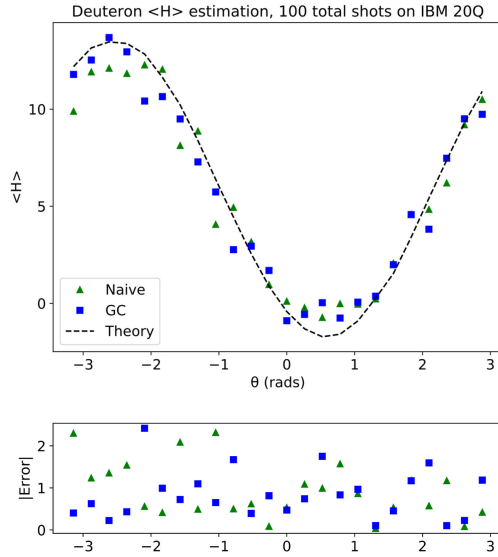 Deuteron <H> estimation, 100 total shots on IBM 20Q
<H>
10
5
0
Naive
GC
Theory
−3 −2 −1 0 1 2 3
θ (rads)
|Error|
2
1
0
−3 −2 −1 0 1 2 3